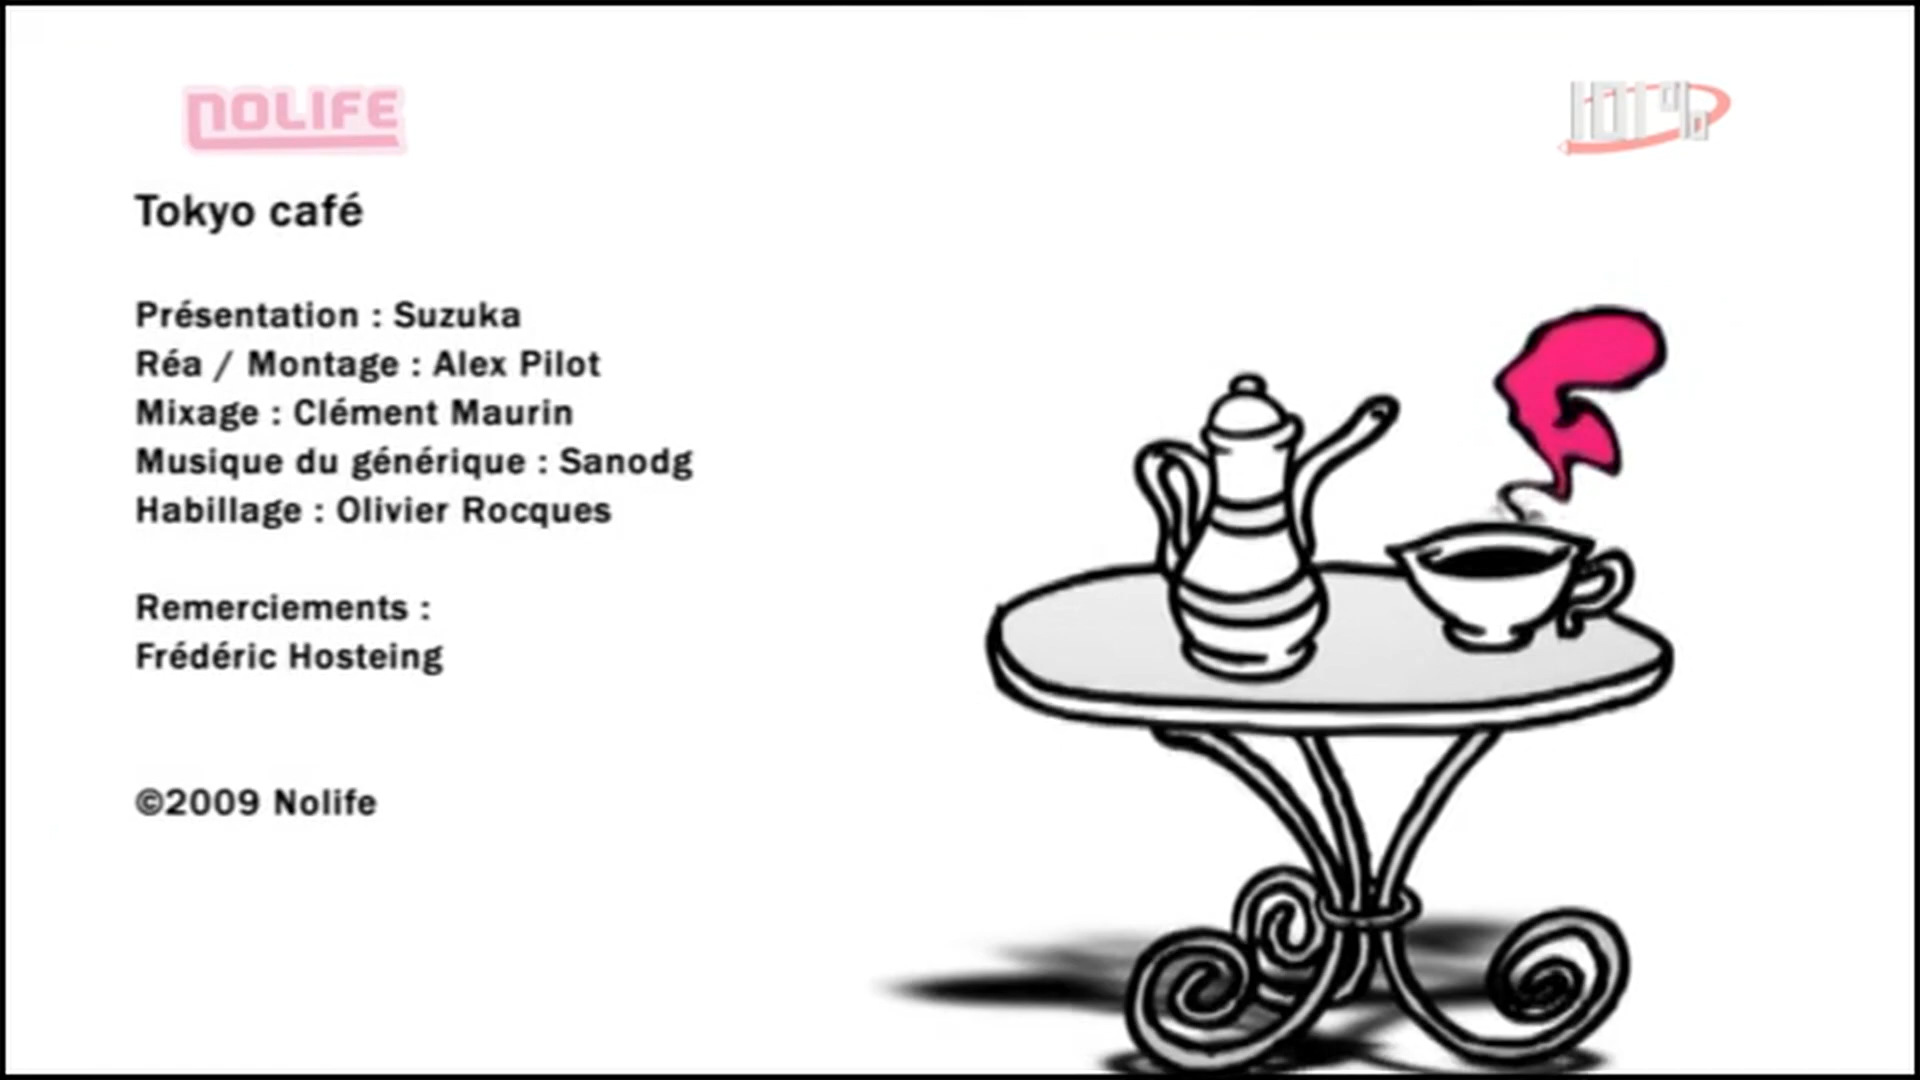 NOLIFE
101%
Tokyo café
Présentation : Suzuka
Réa / Montage : Alex Pilot
Mixage : Clément Maurin
Musique du générique : Sanodg
Habillage : Olivier Rocques
Remerciements :
Frédéric Hosteing
©2009 Nolife